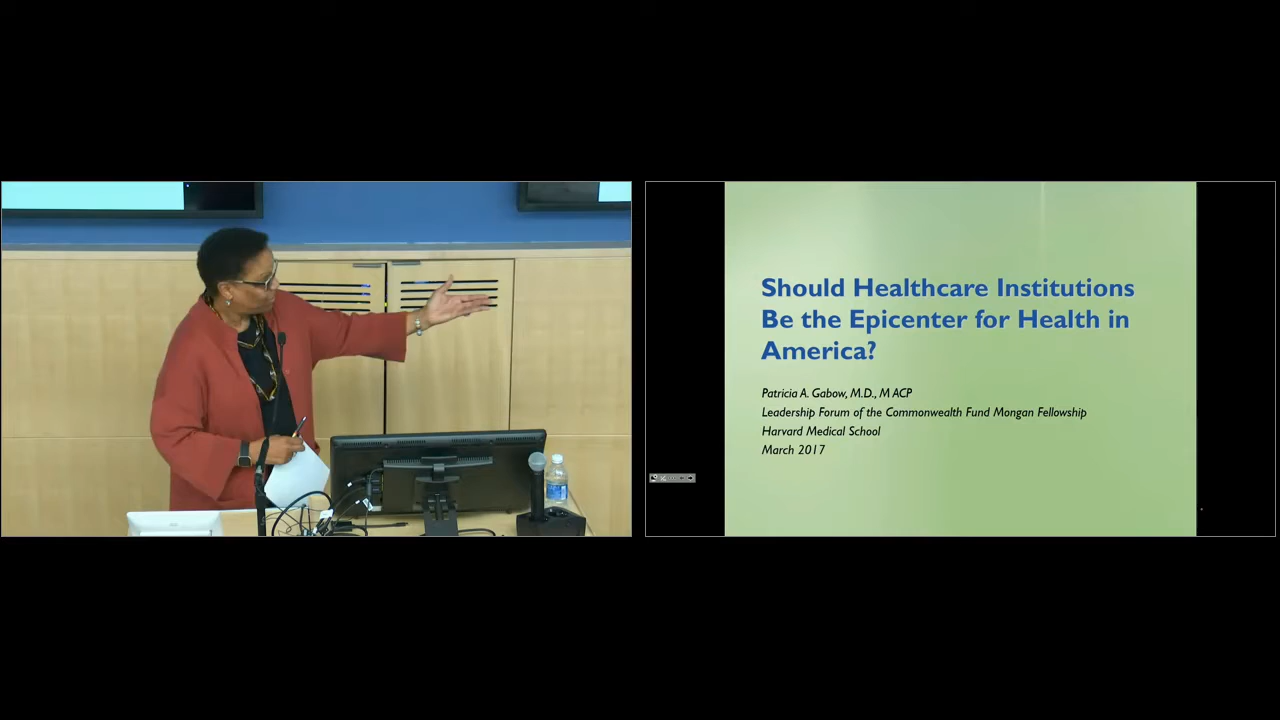 Should Healthcare Institutions
Be the Epicenter for Health in
America?
Patricia A. Gabow, M.D., M ACP
Leadership Forum of the Commonwealth Fund Mongan Fellowship
Harvard Medical School
March 2017